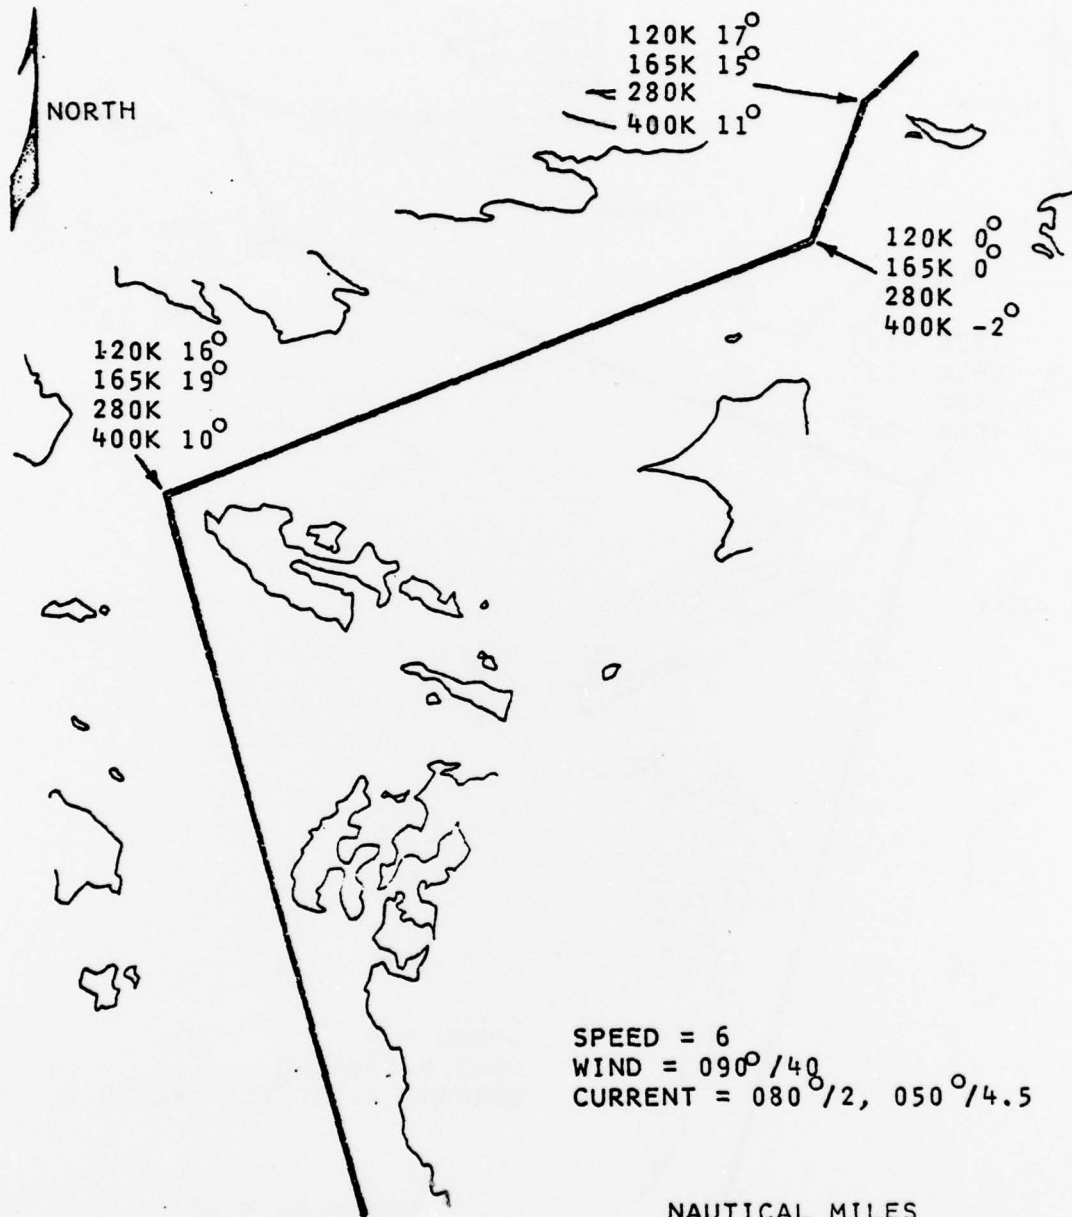 NORTH
120K 17°
165K 15°
280K
400K 11°
120K 0°
165K 0°
280K
400K -2°
120K 16°
165K 19°
280K
400K 10°
SPEED = 6
WIND = 090°/40
CURRENT = 080°/2, 050°/4.5
NAUTICAL MILES